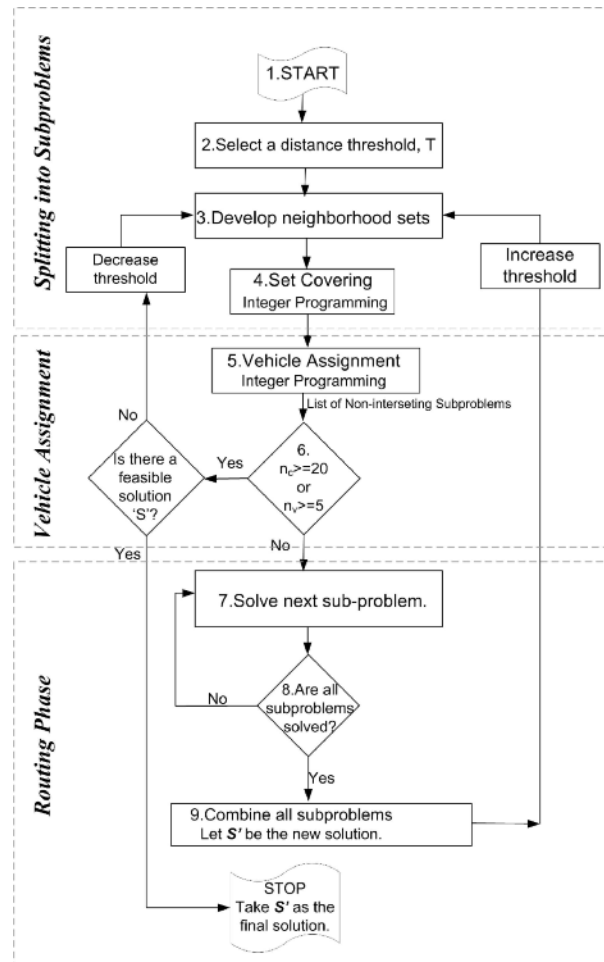 Splitting into Subproblems
1.START
2.Select a distance threshold, T
3.Develop neighborhood sets
Decrease
threshold
Increase
threshold
4.Set Covering
Integer Programming
Vehicle Assignment
5.Vehicle Assignment
Integer Programming
List of Non-interseting Subproblems
No
Is there a
feasible
solution
'S'?
Yes
6.
n_c>=20
or
n_v>=5
Yes
No
Routing Phase
7.Solve next sub-problem.
No
8.Are all
subproblems
solved?
Yes
9.Combine all subproblems
Let S' be the new solution.
STOP
Take S' as the
final solution.